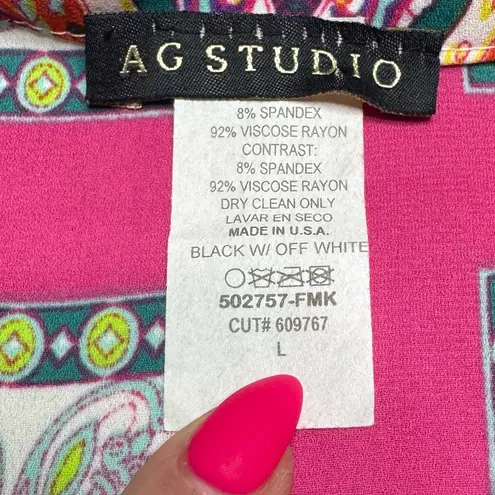 AG STUDIO
8% SPANDEX
92% VISCOSE RAYON
CONTRAST:
8% SPANDEX
92% VISCOSE RAYON
DRY CLEAN ONLY
LAVAR EN SECO
MADE IN U.S.A.
BLACK W/ OFF WHITE
502757-FMK
CUT# 609767
L